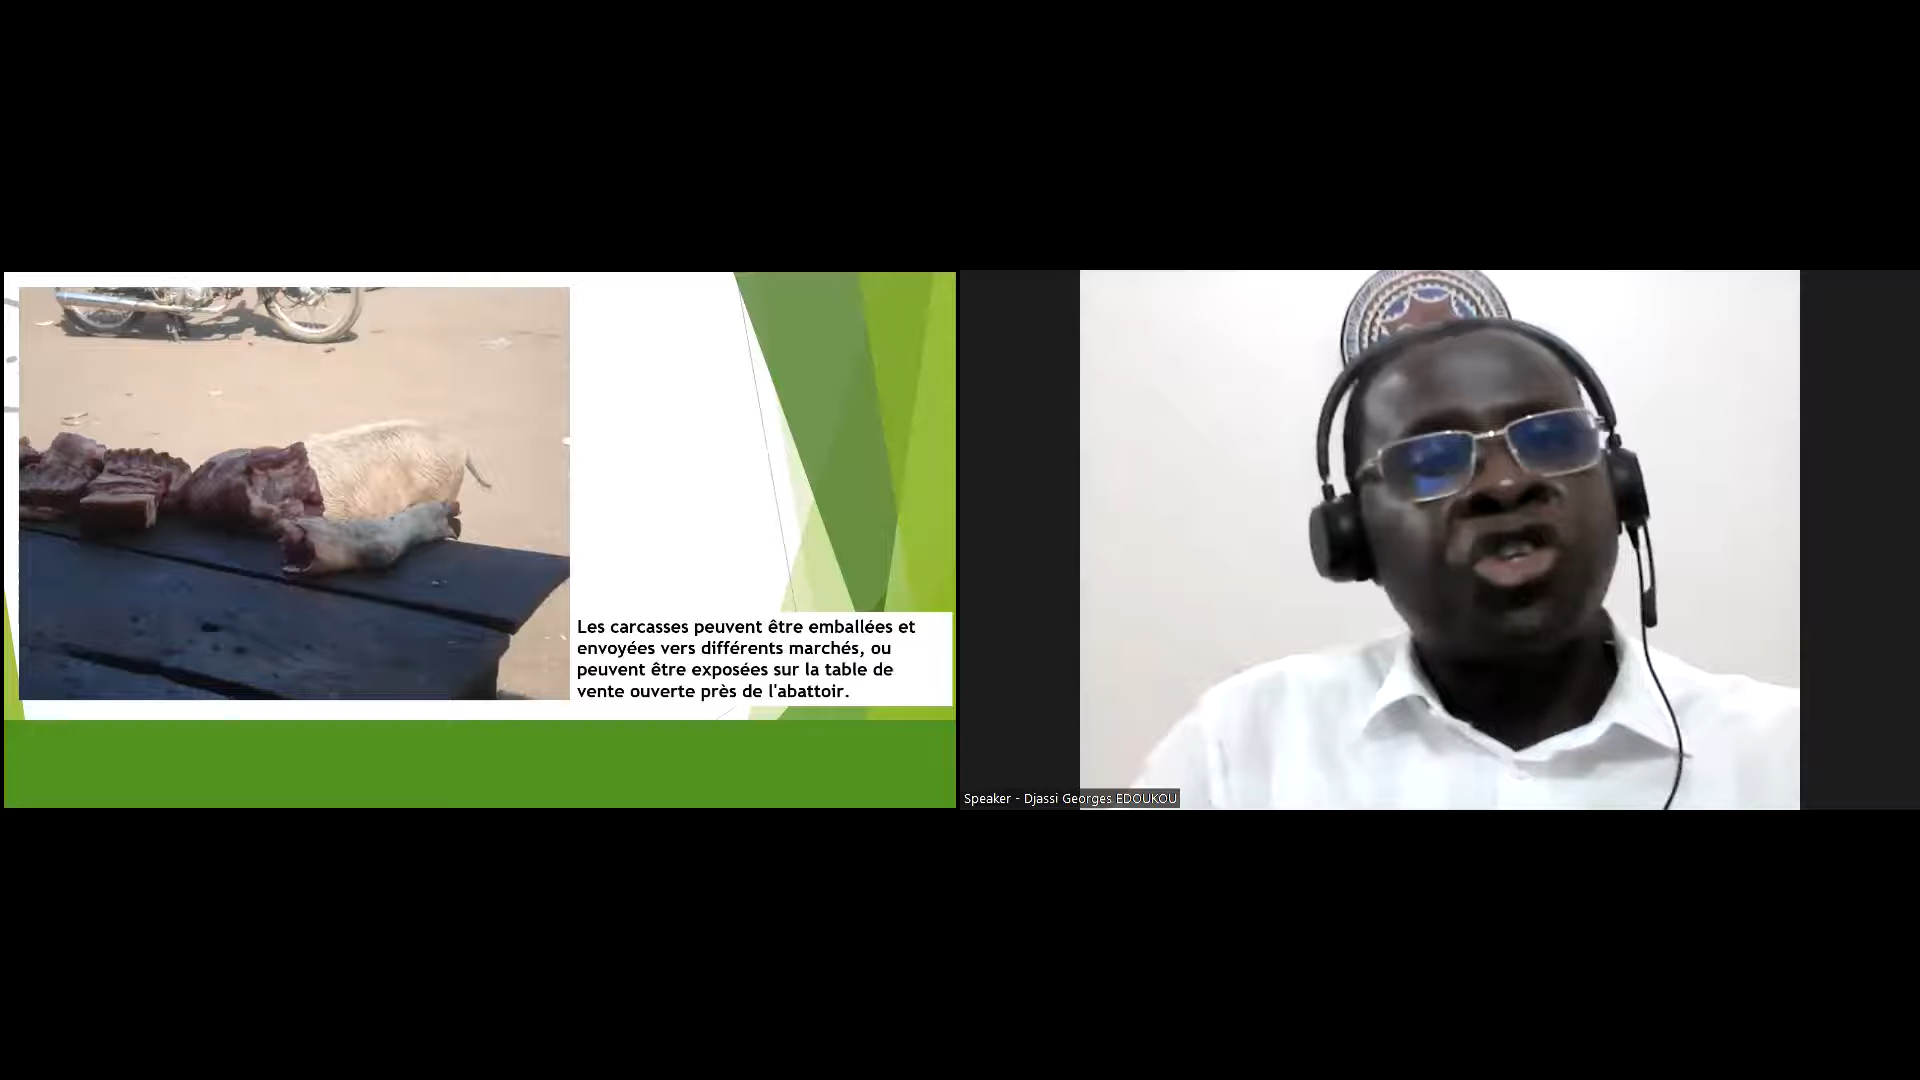 Les carcasses peuvent être emballées et
envoyées vers différents marchés, ou
peuvent être exposées sur la table de
vente ouverte près de l'abattoir.
Speaker - Djassi Georges EDOUKOU